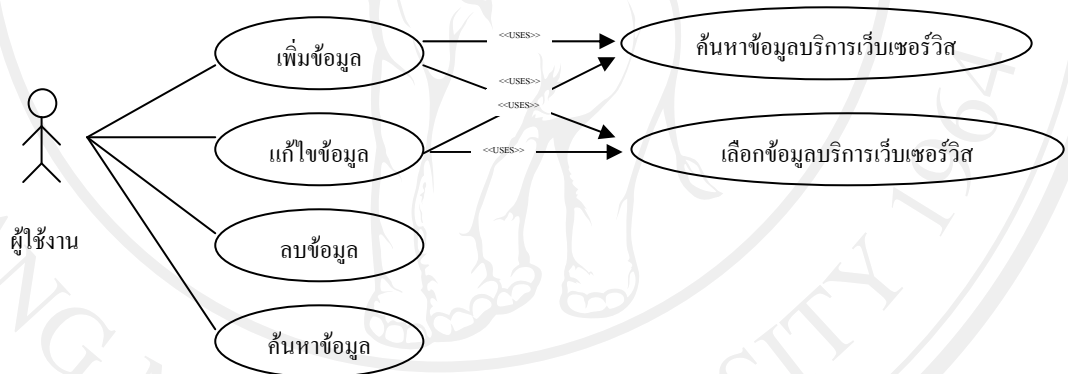 เพิ่มข้อมูล
<<USES>>
ค้นหาข้อมูลบริการเว็บเซอร์วิส
<<USES>>
<<USES>>
แก้ไขข้อมูล
<<USES>>
เลือกข้อมูลบริการเว็บเซอร์วิส
ผู้ใช้งาน
ลบข้อมูล
ค้นหาข้อมูล
1964